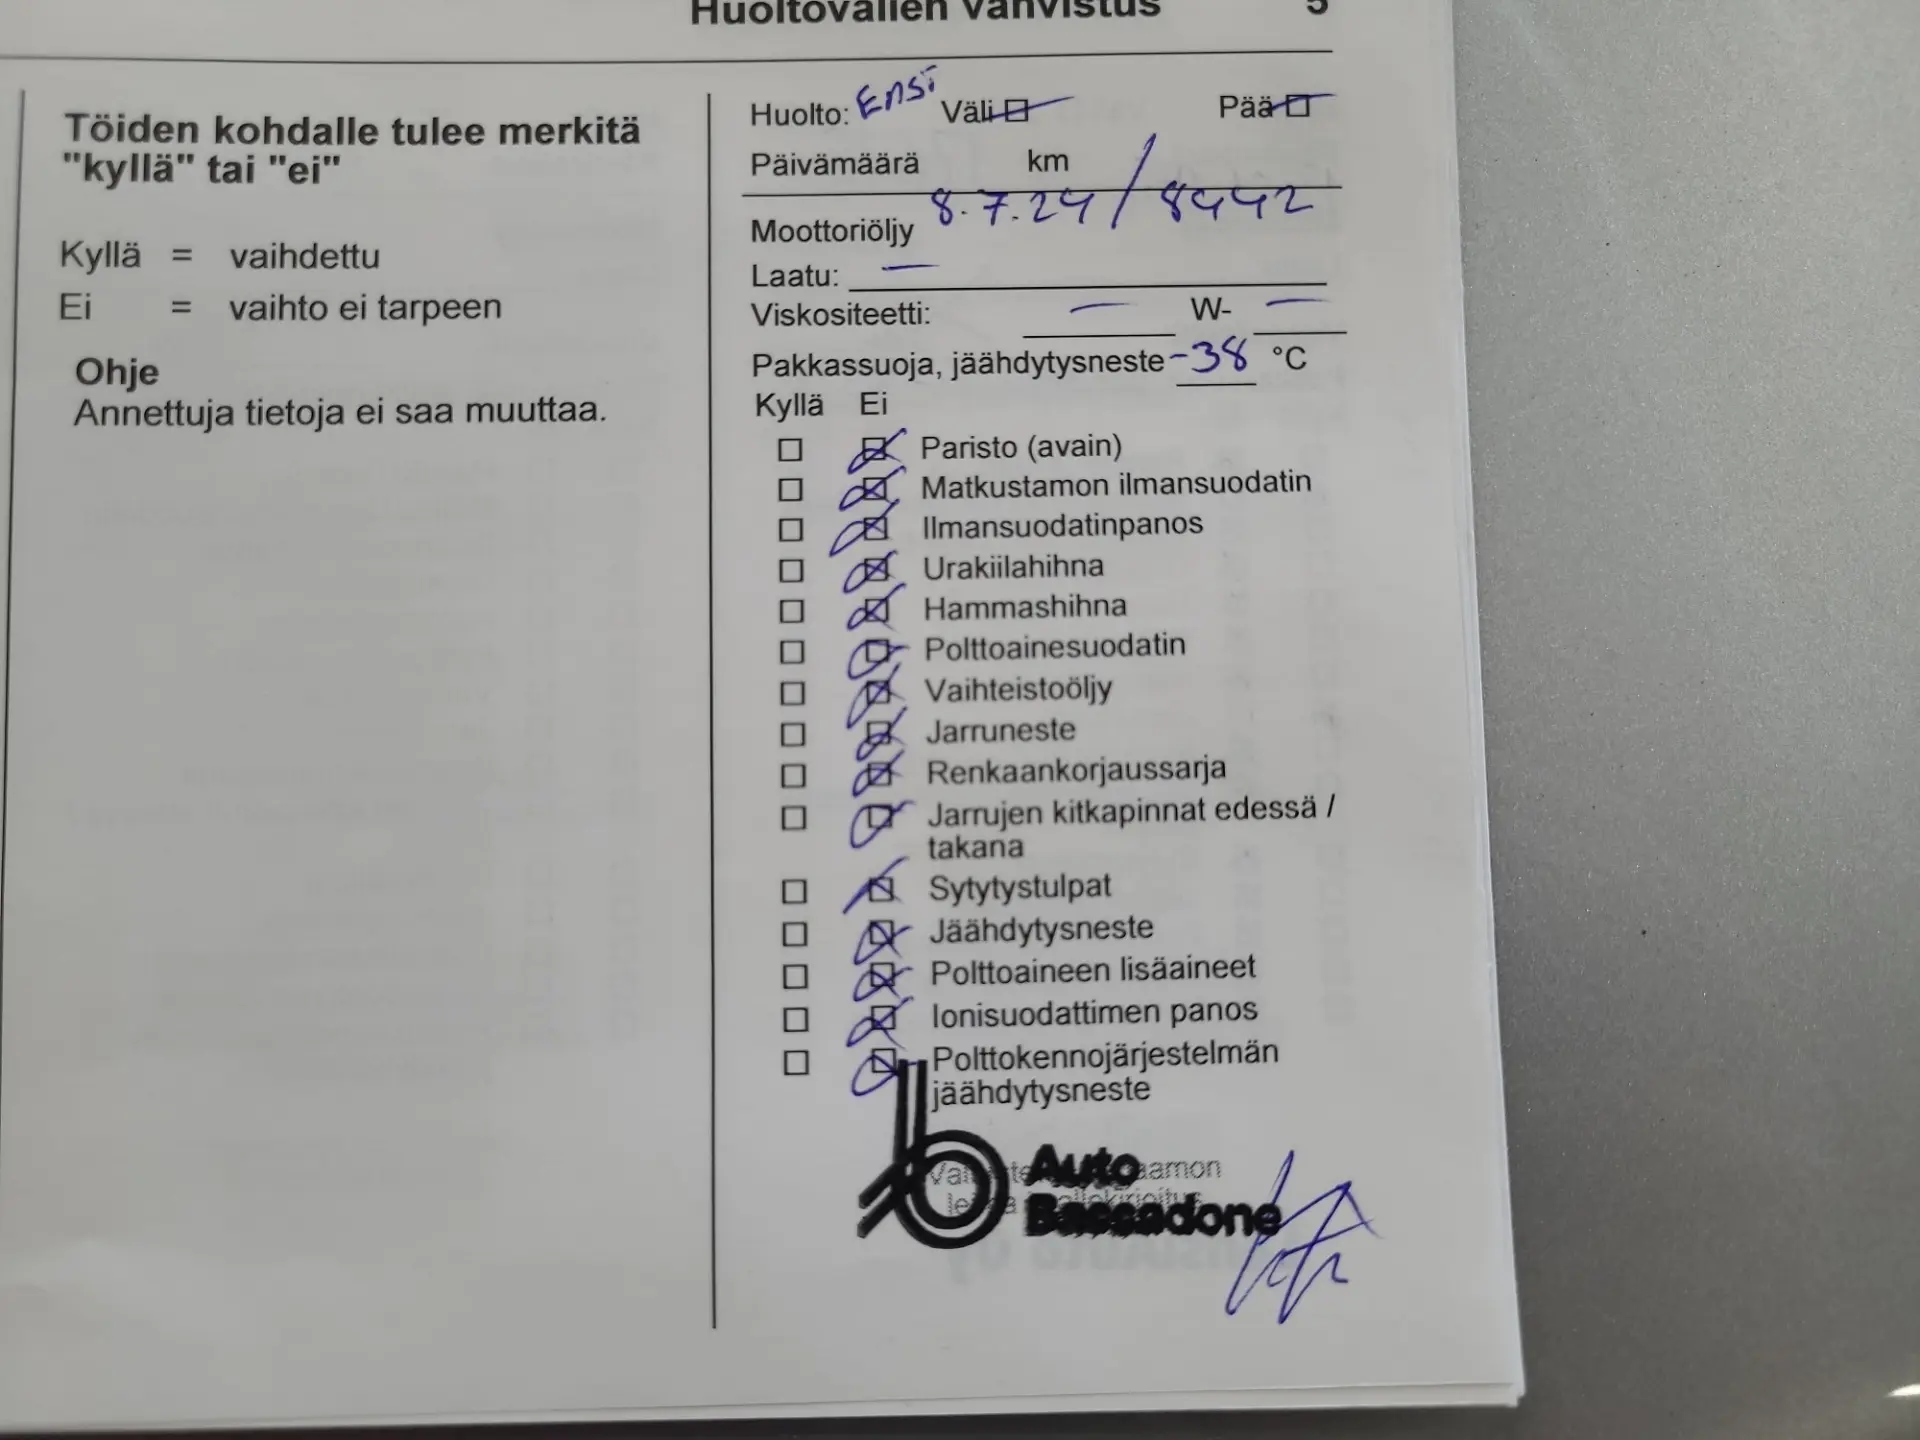 Huoltovälien vahvistus 5
Töiden kohdalle tulee merkitä
"kyllä" tai "ei"
Kyllä = vaihdettu
Ei = vaihto ei tarpeen
Ohje
Annettuja tietoja ei saa muuttaa.
Huolto: Ensi Väli Pää
Päivämäärä km
8.7.24 / 8442
Moottoriöljy
Laatu: —
Viskositeetti: — W- —
Pakkassuoja, jäähdytysneste -38 °C
Kyllä Ei
Paristo (avain)
Matkustamon ilmansuodatin
Ilmansuodatinpanos
Urakiilahihna
Hammashihna
Polttoainesuodatin
Vaihteistoöljy
Jarruneste
Renkaankorjaussarja
Jarrujen kitkapinnat edessä /
takana
Sytytystulpat
Jäähdytysneste
Polttoaineen lisäaineet
Ionisuodattimen panos
Polttokennojärjestelmän
jäähdytysneste
Auto
Bassadone